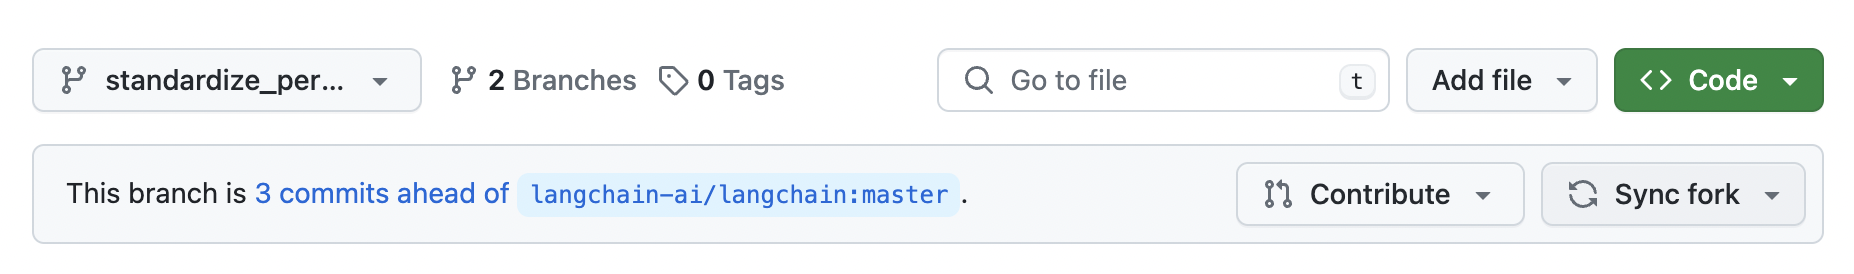 standardize_per... 2 Branches 0 Tags Go to file t Add file <> Code
This branch is 3 commits ahead of langchain-ai/langchain:master. Contribute Sync fork